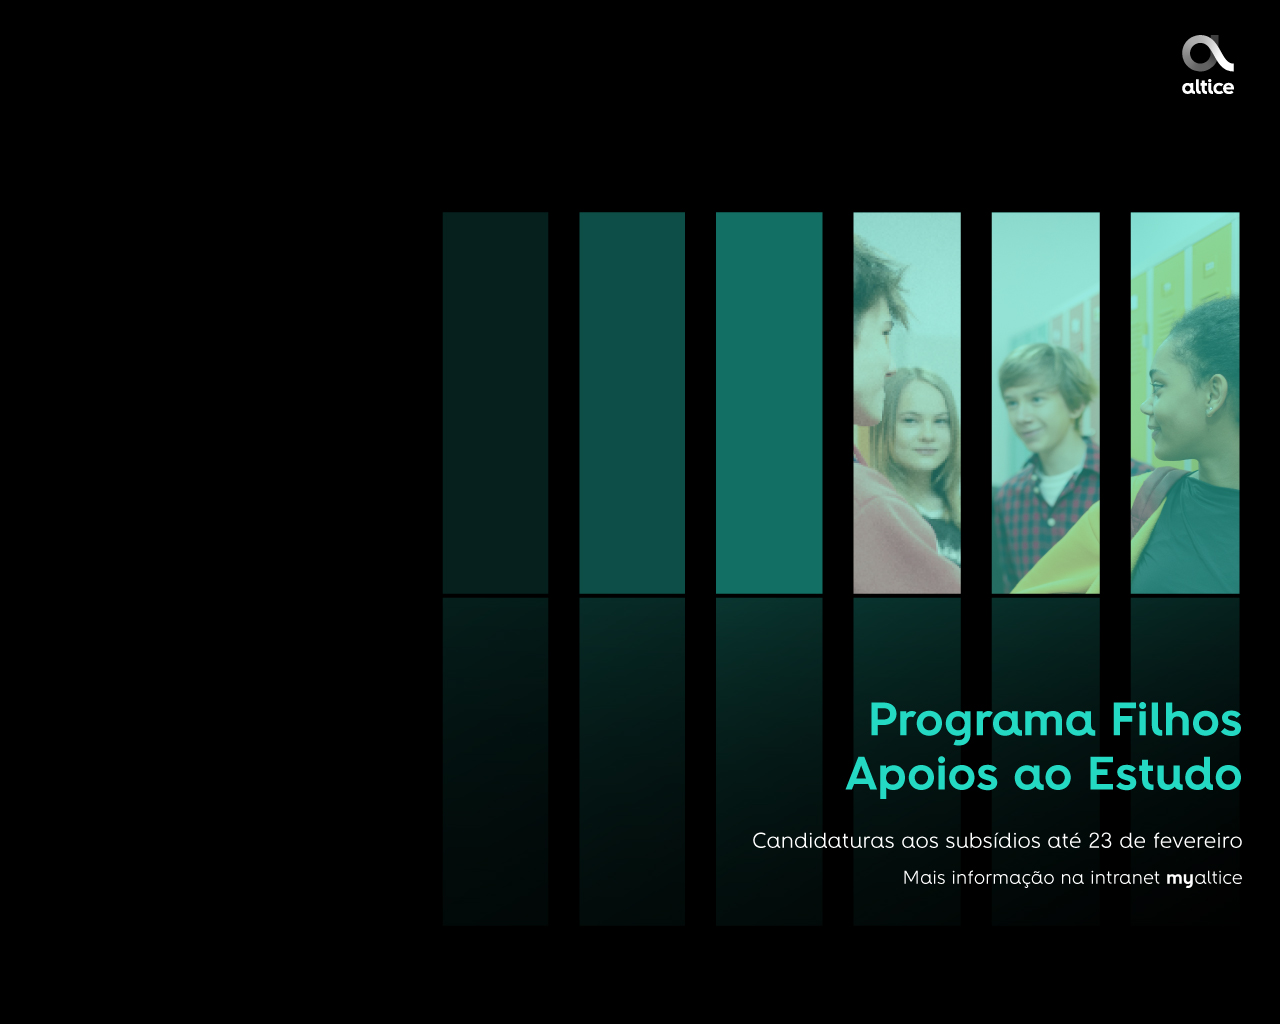 altice
Programa Filhos
Apoios ao Estudo
Candidaturas aos subsídios até 23 de fevereiro
Mais informação na intranet myaltice